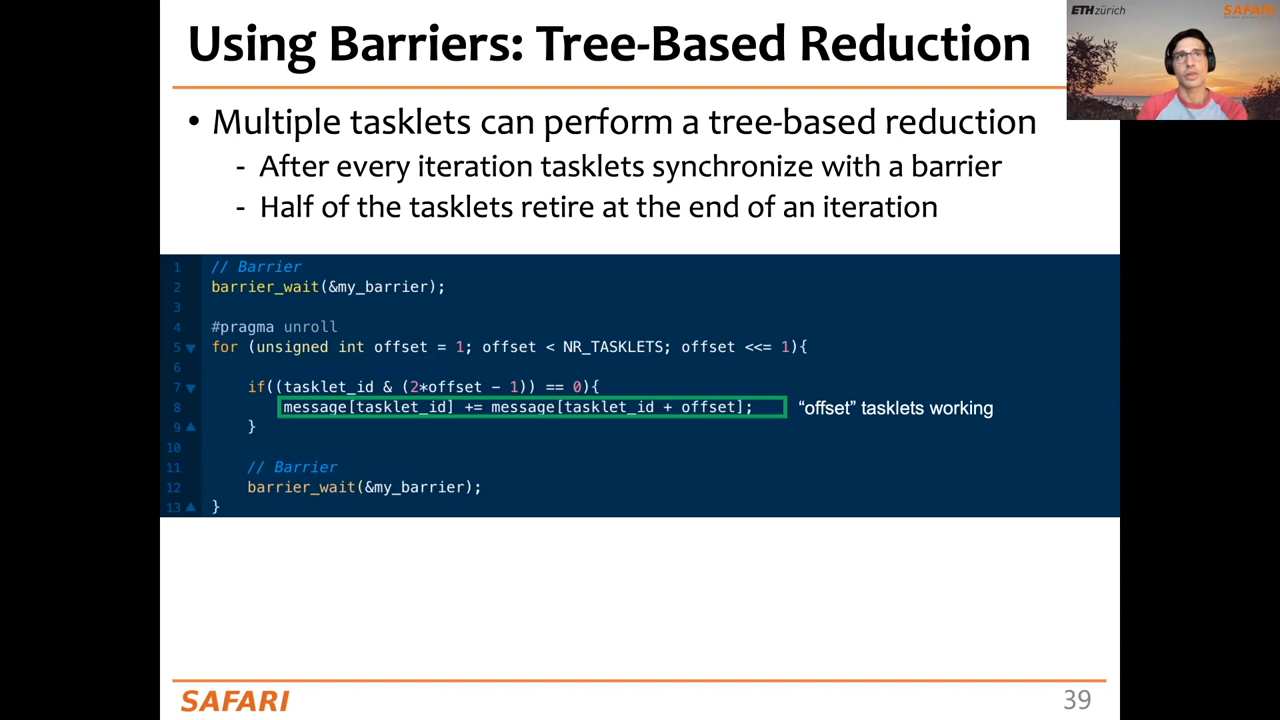 Using Barriers: Tree-Based Reduction
ETH zürich
SAFARI
• Multiple tasklets can perform a tree-based reduction
- After every iteration tasklets synchronize with a barrier
- Half of the tasklets retire at the end of an iteration
1 // Barrier
2 barrier_wait(&my_barrier);
3
4 #pragma unroll
5 for (unsigned int offset = 1; offset < NR_TASKLETS; offset <<= 1){
6
7 if((tasklet_id & (2*offset - 1)) == 0){
8 message[tasklet_id] += message[tasklet_id + offset]; “offset” tasklets working
9 }
10
11 // Barrier
12 barrier_wait(&my_barrier);
13 }
SAFARI
39